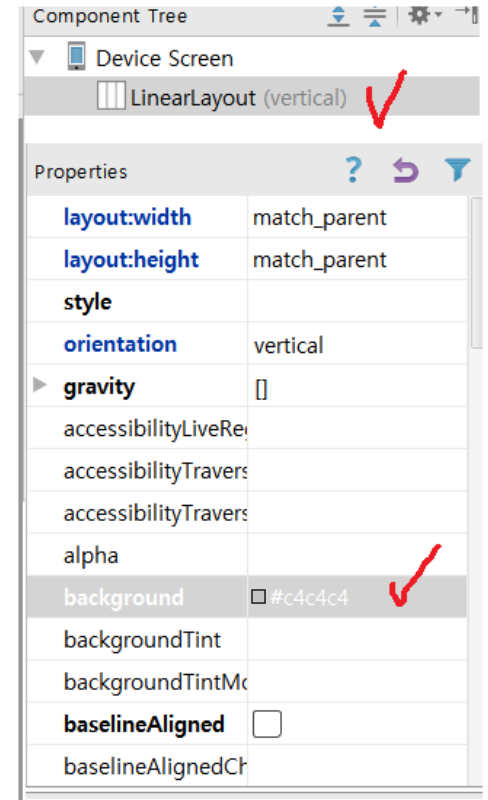 Component Tree
Device Screen
LinearLayout (vertical)
Properties
?
layout:width match_parent
layout:height match_parent
style
orientation vertical
gravity []
accessibilityLiveReg
accessibilityTravers
accessibilityTravers
alpha
background #c4c4c4
backgroundTint
backgroundTintMo
baselineAligned
baselineAlignedCh